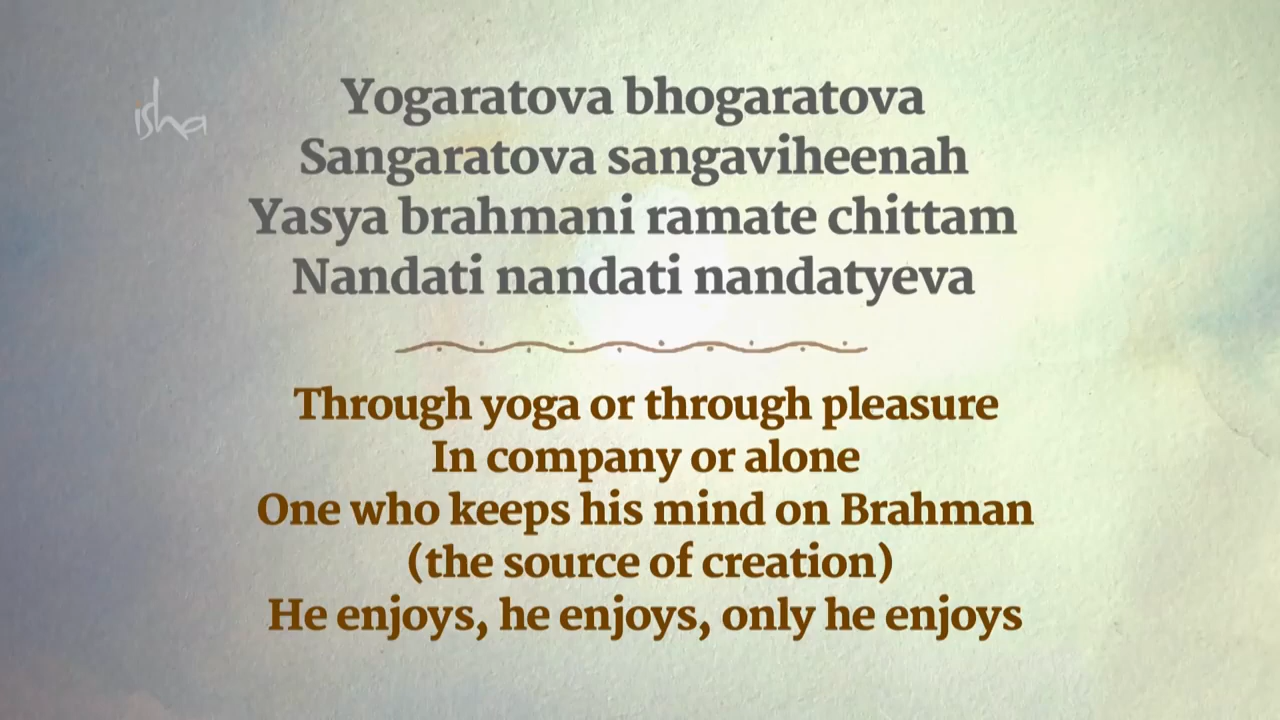 isha
Yogaratova bhogaratova
Sangaratova sangaviheenah
Yasya brahmani ramate chittam
Nandati nandati nandatyeva
Through yoga or through pleasure
In company or alone
One who keeps his mind on Brahman
(the source of creation)
He enjoys, he enjoys, only he enjoys